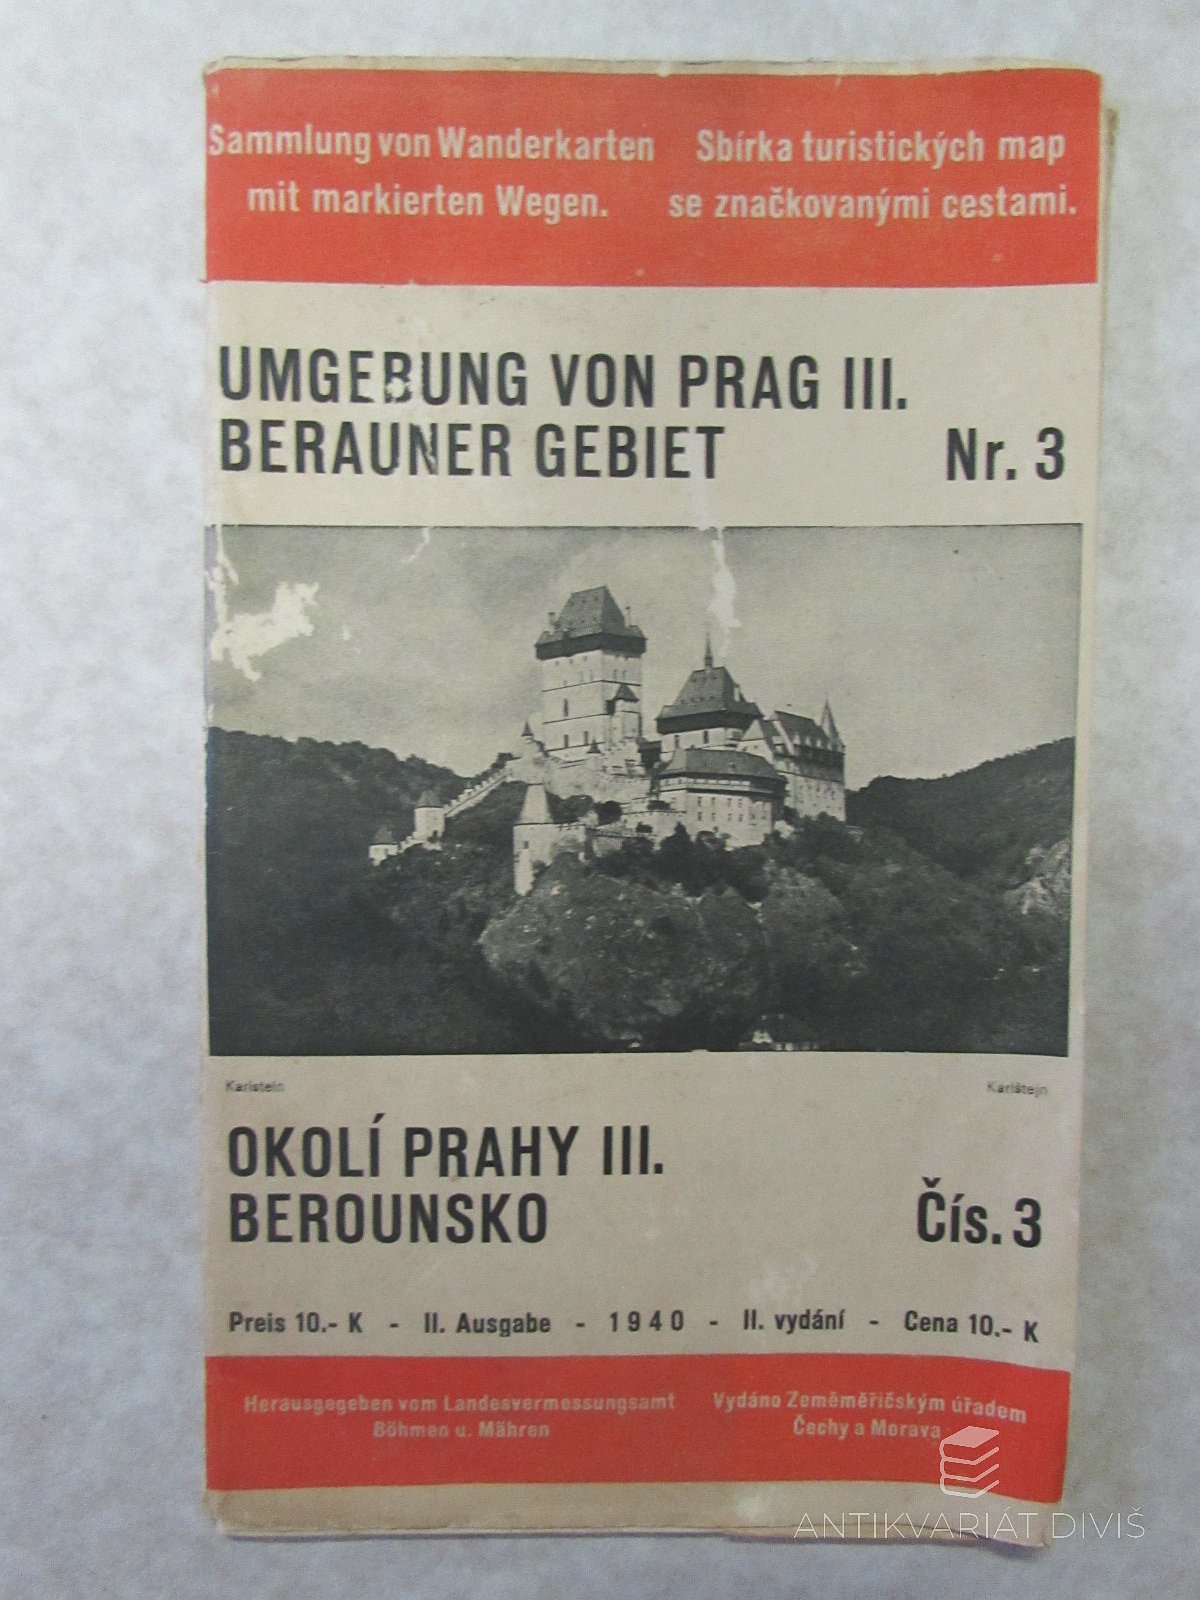 Sammlung von Wanderkarten
mit markierten Wegen.
Sbírka turistických map
se značkovanými cestami.
UMGEBUNG VON PRAG III.
BERAUNER GEBIET
Nr. 3
Karlstein
Karlštejn
OKOLÍ PRAHY III.
BEROUNSKO
Čís. 3
Preis 10.- K - II. Ausgabe - 1940 - II. vydání - Cena 10.- K
Herausgegeben vom Landesvermessungsamt
Böhmen u. Mähren
Vydáno Zeměměřičským úřadem
Čechy a Morava
ANTIKVARIÁT DIVIŠ